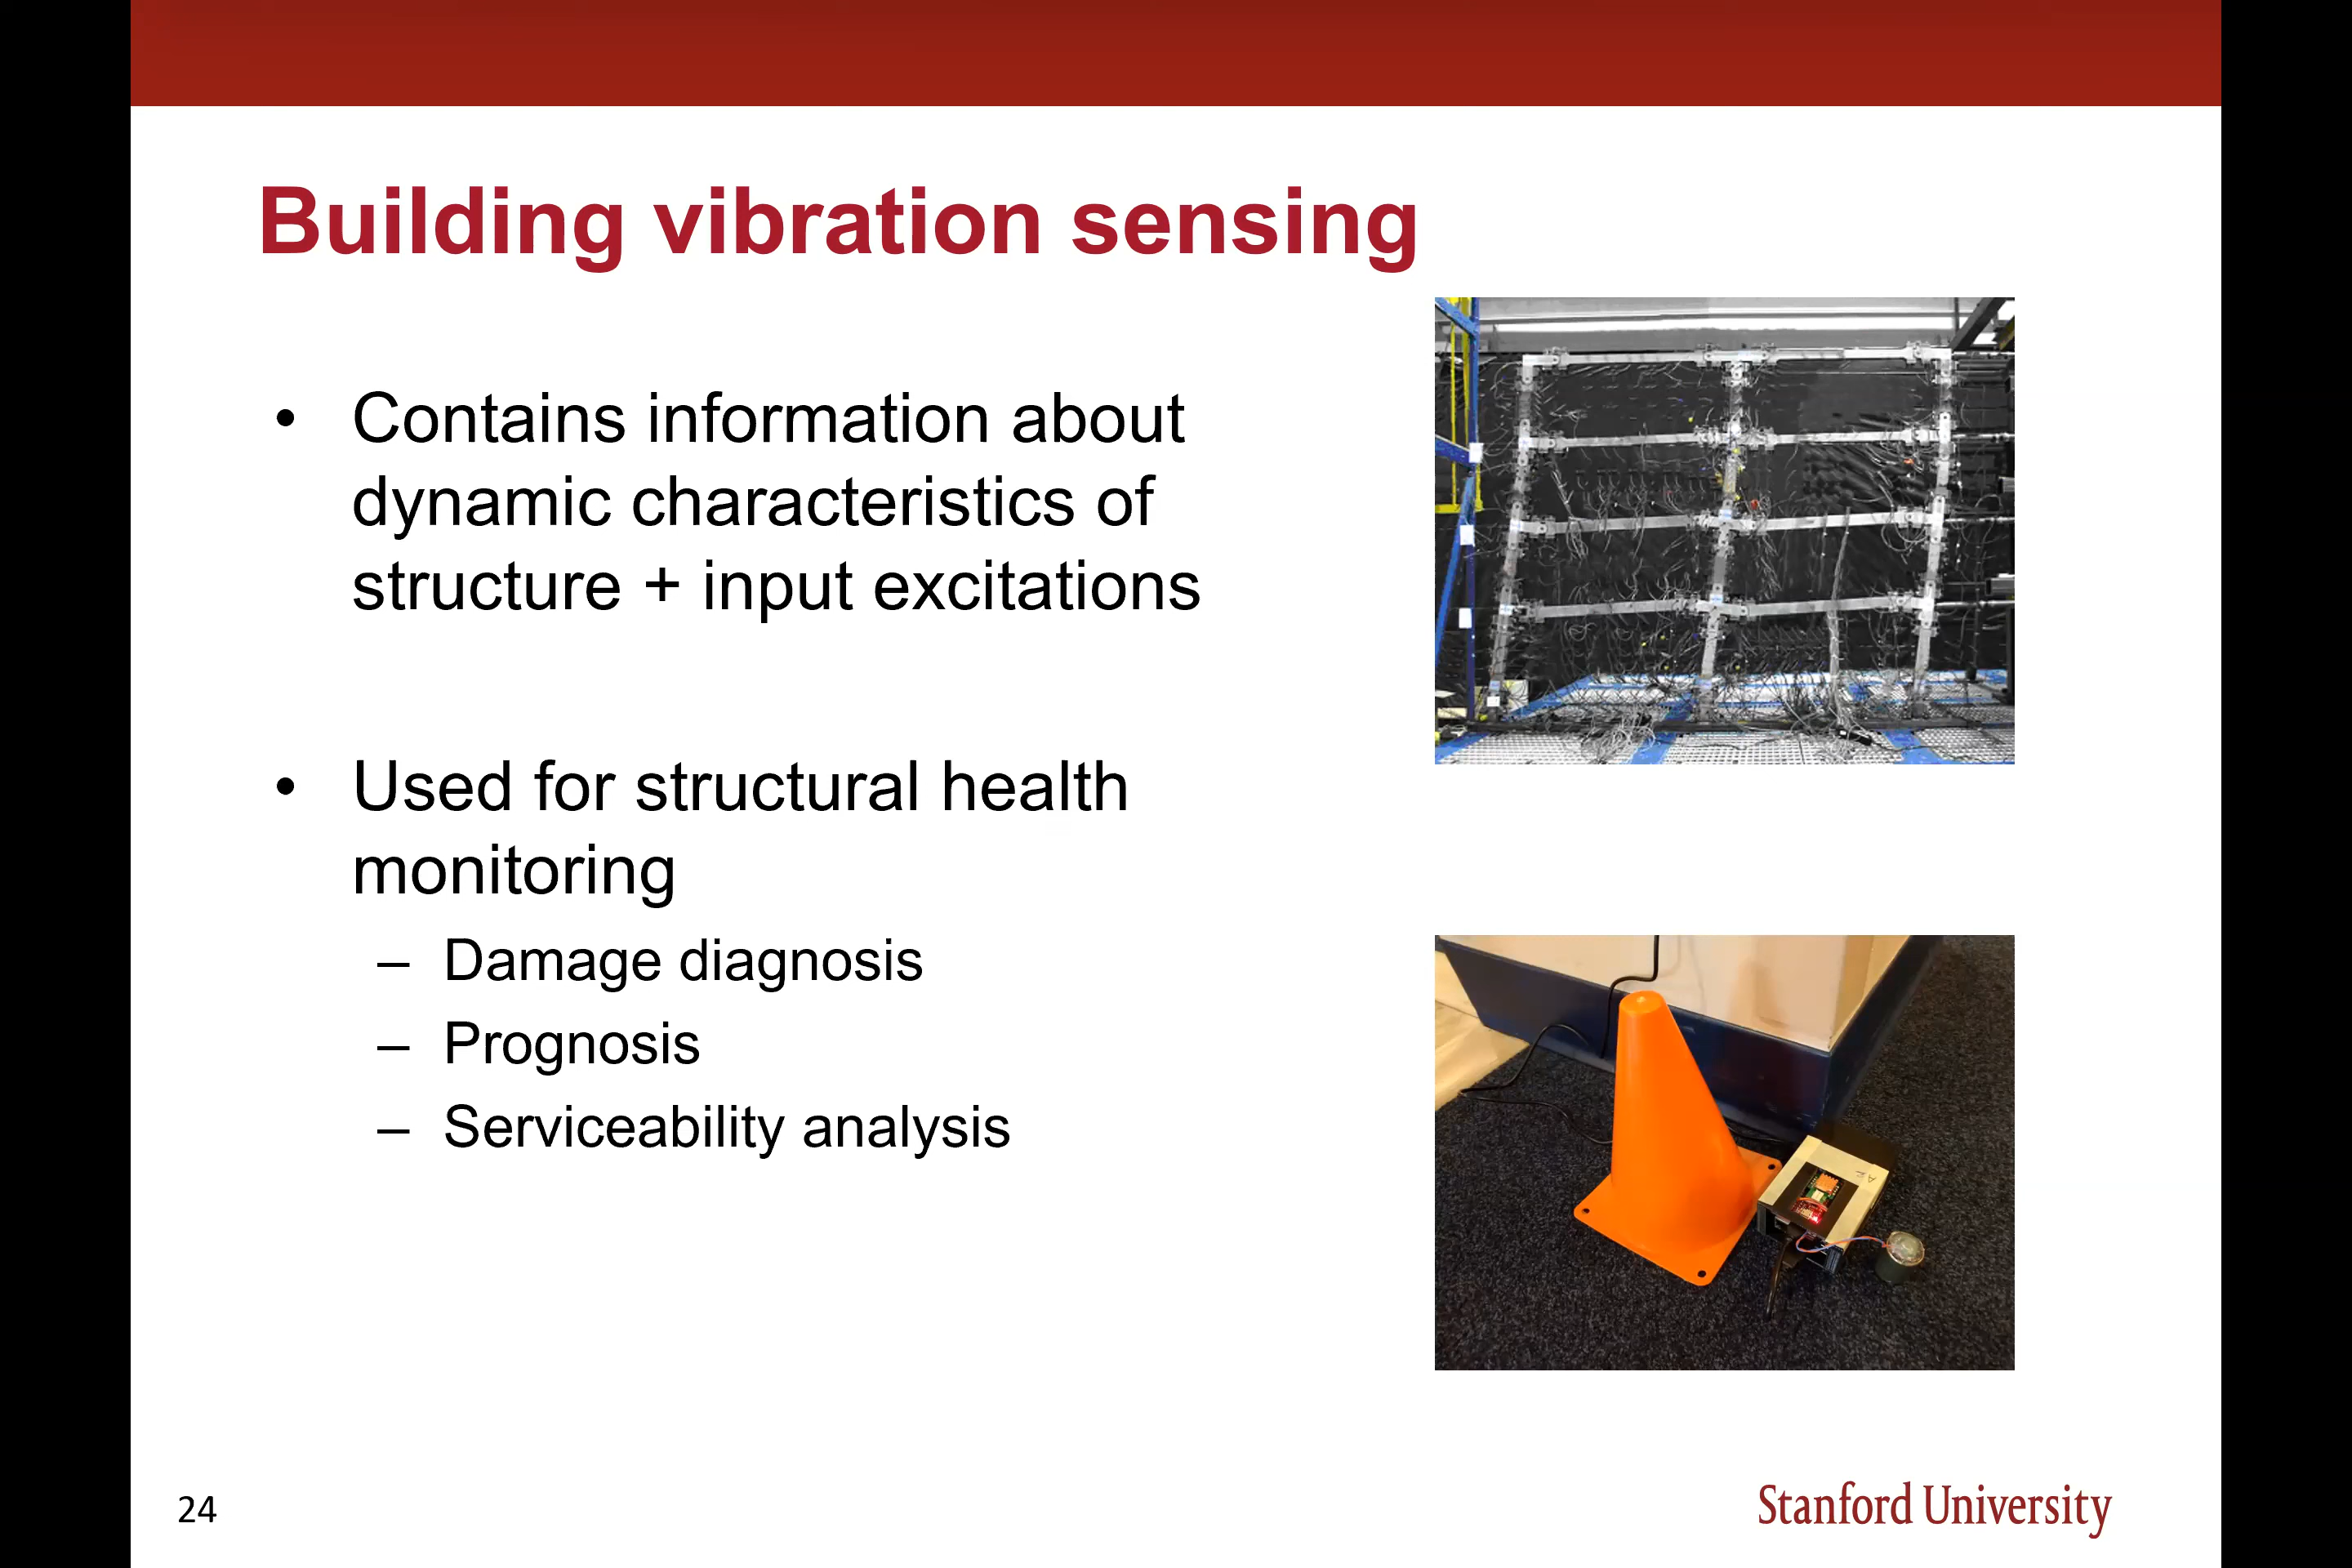 Building vibration sensing
• Contains information about
dynamic characteristics of
structure + input excitations
• Used for structural health
monitoring
– Damage diagnosis
– Prognosis
– Serviceability analysis
24
Stanford University